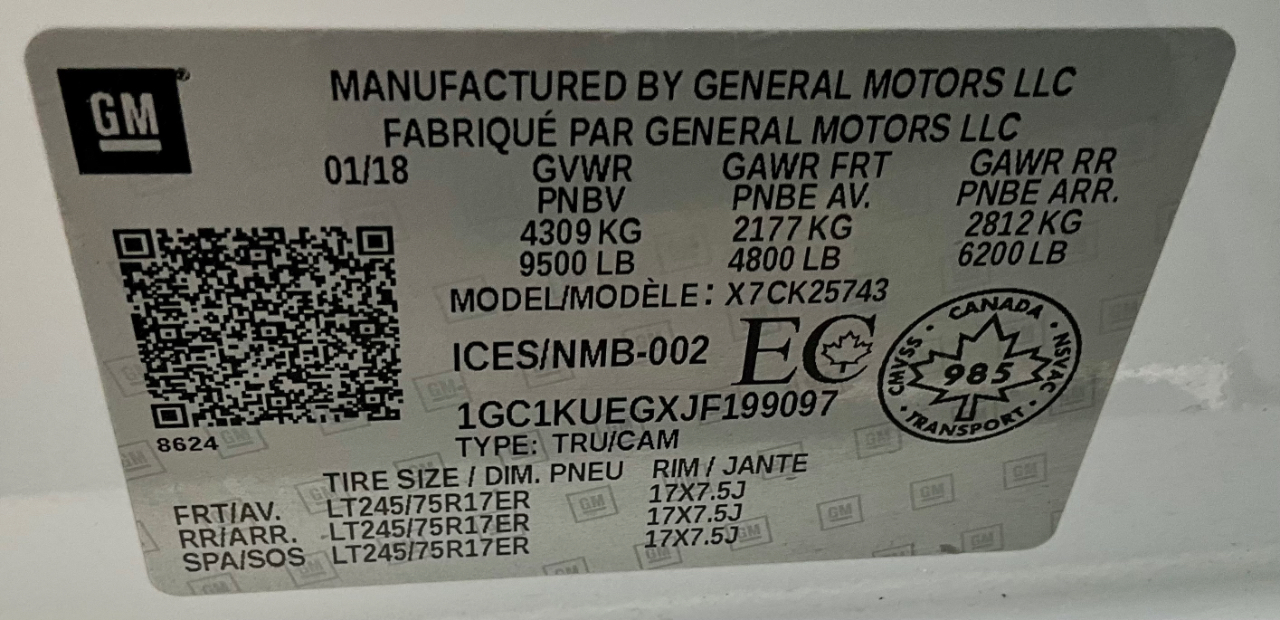 GM
MANUFACTURED BY GENERAL MOTORS LLC
FABRIQUÉ PAR GENERAL MOTORS LLC
01/18 GVWR GAWR FRT GAWR RR
PNBV PNBE AV. PNBE ARR.
4309 KG 2177 KG 2812 KG
9500 LB 4800 LB 6200 LB
MODEL/MODÈLE: X7CK25743
ICES/NMB-002 EC
CANADA
CMVSS NSVAC
985
TRANSPORT
1GC1KUEGXJF199097
8624
TYPE: TRU/CAM
TIRE SIZE / DIM. PNEU RIM / JANTE
FRT/AV. LT245/75R17ER 17X7.5J
RR/ARR. LT245/75R17ER 17X7.5J
SPA/SOS LT245/75R17ER 17X7.5J